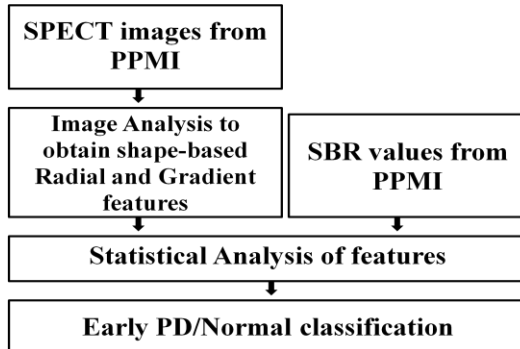 SPECT images from
PPMI
Image Analysis to
obtain shape-based
Radial and Gradient
features
SBR values from
PPMI
Statistical Analysis of features
Early PD/Normal classification